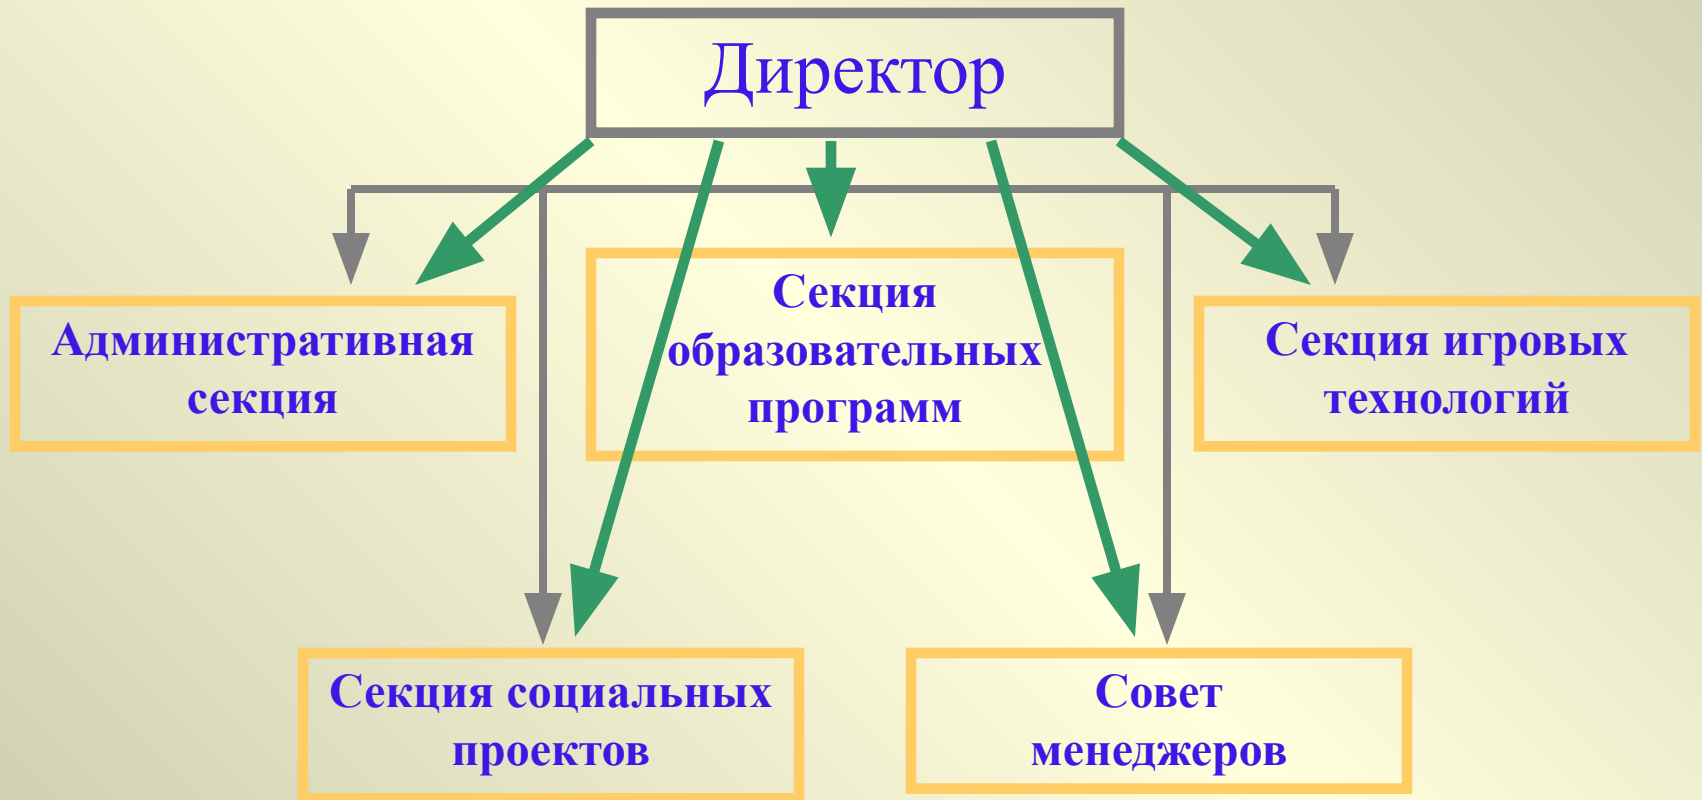 Директор
Административная
секция
Секция
образовательных
программ
Секция игровых
технологий
Секция социальных
проектов
Совет
менеджеров